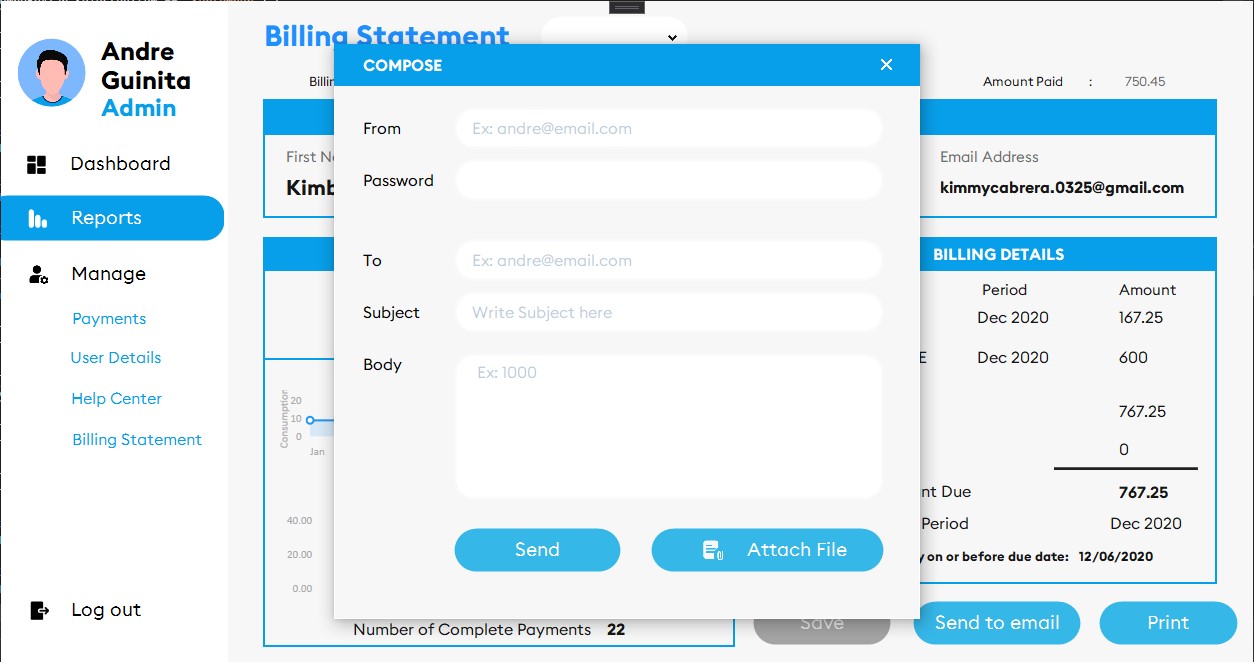 Andre
Guinita
Admin
Dashboard
Reports
Manage
Payments
User Details
Help Center
Billing Statement
Log out
Billing Statement
Amount Paid : 750.45
Email Address
kimmycabrera.0325@gmail.com
First
COMPOSE
From Ex: andre@email.com
Password
To Ex: andre@email.com
Subject Write Subject here
Body Ex: 1000
Send Attach File
BILLING DETAILS
Period Amount
Dec 2020 167.25
Dec 2020 600
767.25
0
Due 767.25
Period Dec 2020
on or before due date: 12/06/2020
Consumption
20
10
0
Jan
40.00
20.00
0.00
Number of Complete Payments 22
Save Send to email Print